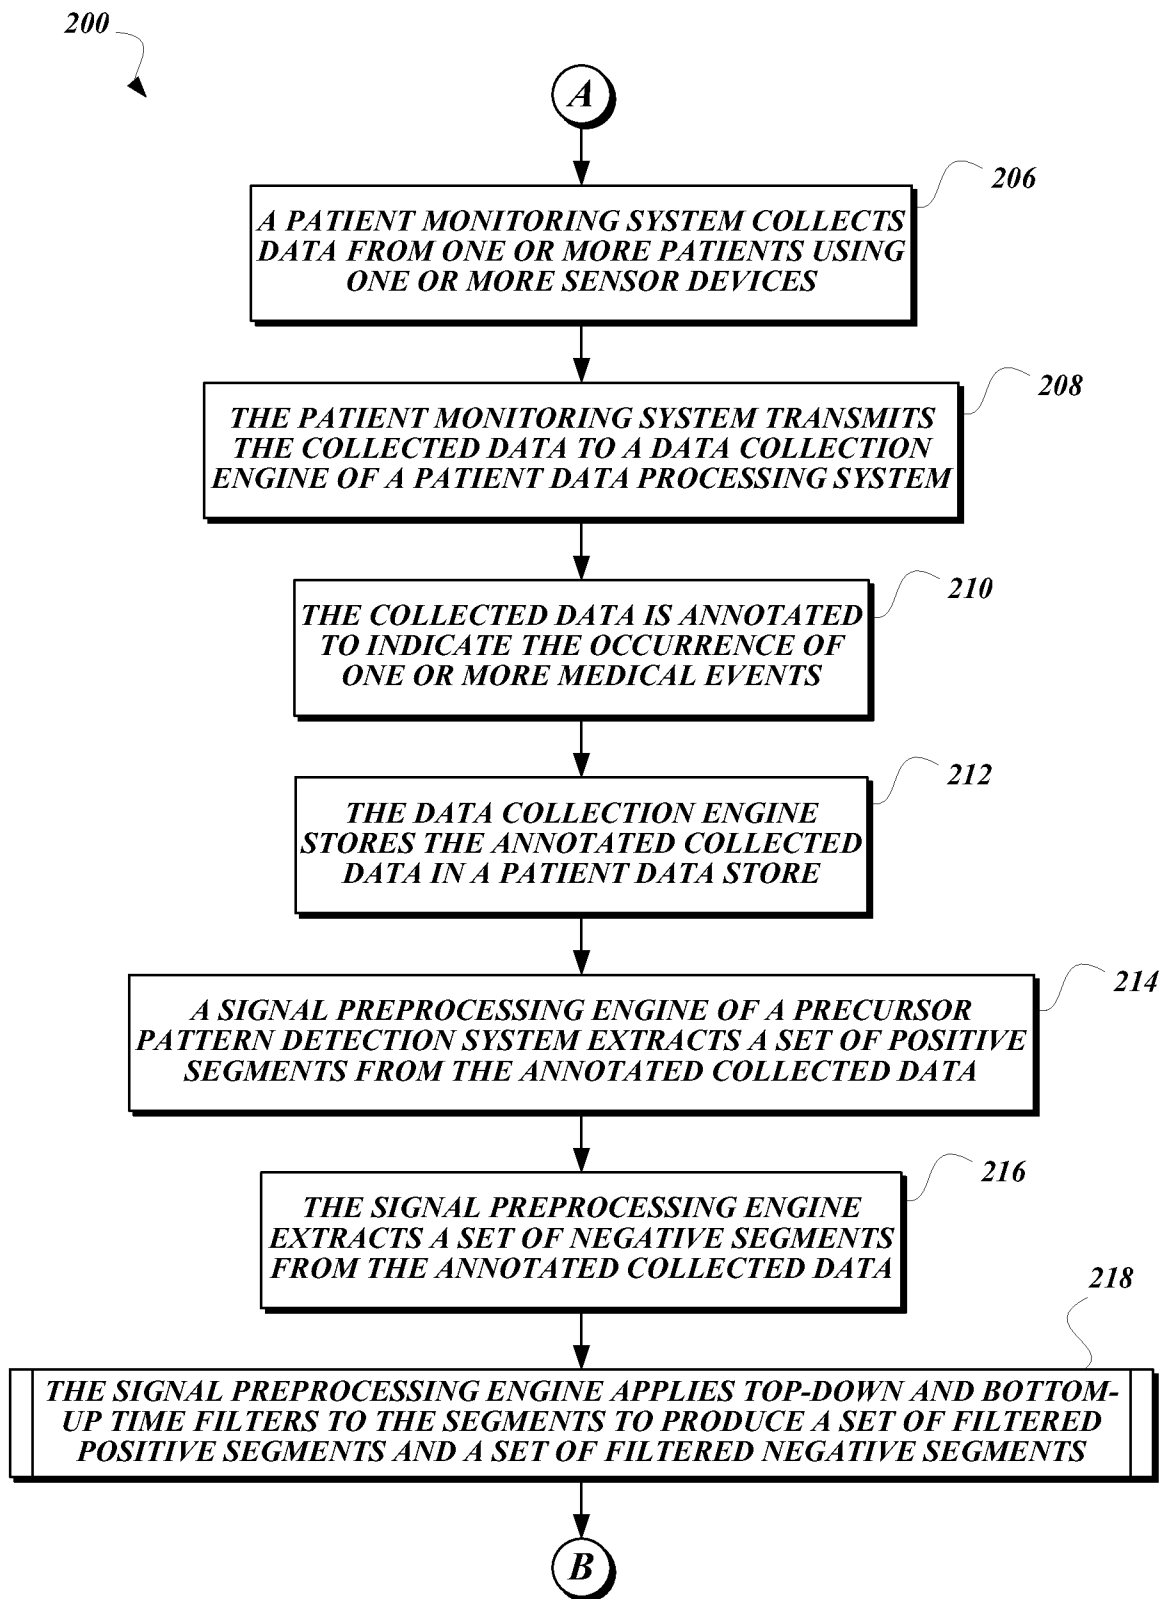 200
A
206
A PATIENT MONITORING SYSTEM COLLECTS
DATA FROM ONE OR MORE PATIENTS USING
ONE OR MORE SENSOR DEVICES
208
THE PATIENT MONITORING SYSTEM TRANSMITS
THE COLLECTED DATA TO A DATA COLLECTION
ENGINE OF A PATIENT DATA PROCESSING SYSTEM
210
THE COLLECTED DATA IS ANNOTATED
TO INDICATE THE OCCURRENCE OF
ONE OR MORE MEDICAL EVENTS
212
THE DATA COLLECTION ENGINE
STORES THE ANNOTATED COLLECTED
DATA IN A PATIENT DATA STORE
214
A SIGNAL PREPROCESSING ENGINE OF A PRECURSOR
PATTERN DETECTION SYSTEM EXTRACTS A SET OF POSITIVE
SEGMENTS FROM THE ANNOTATED COLLECTED DATA
216
THE SIGNAL PREPROCESSING ENGINE
EXTRACTS A SET OF NEGATIVE SEGMENTS
FROM THE ANNOTATED COLLECTED DATA
218
THE SIGNAL PREPROCESSING ENGINE APPLIES TOP-DOWN AND BOTTOM-
UP TIME FILTERS TO THE SEGMENTS TO PRODUCE A SET OF FILTERED
POSITIVE SEGMENTS AND A SET OF FILTERED NEGATIVE SEGMENTS
B